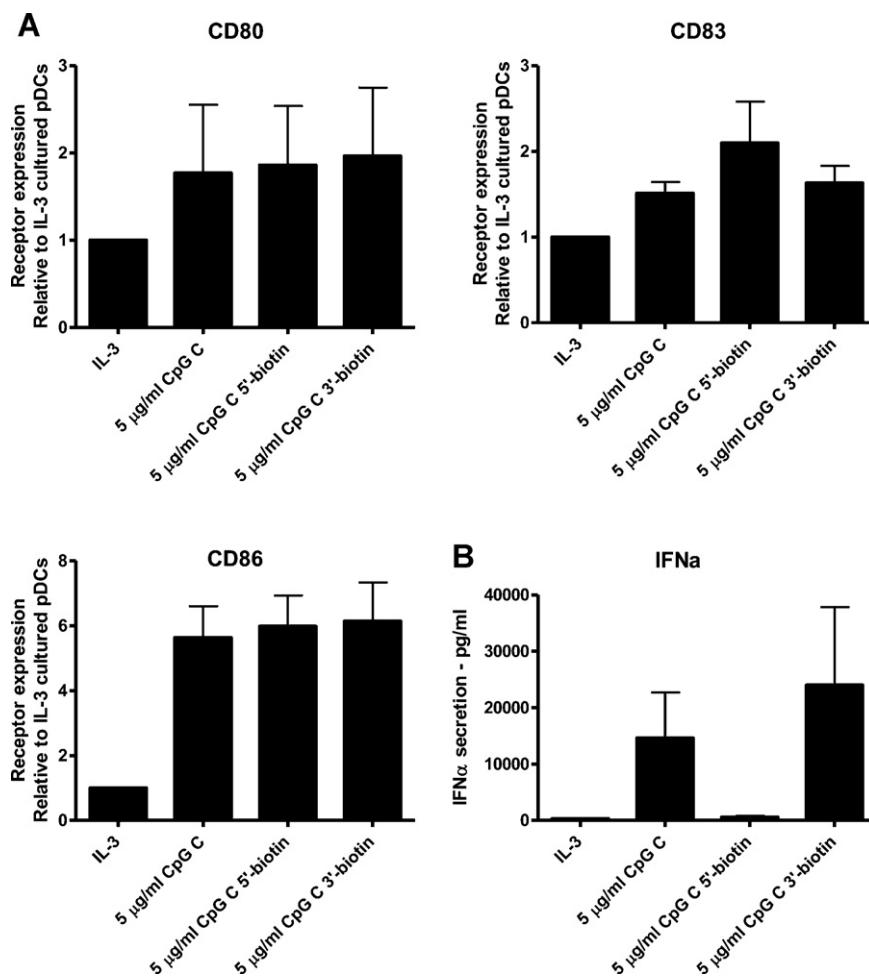 A
CD80
Receptor expression
Relative to IL-3 cultured pDCs
3
2
1
0
IL-3
5 μg/ml CpG C
5 μg/ml CpG C 5'-biotin
5 μg/ml CpG C 3'-biotin
CD83
Receptor expression
Relative to IL-3 cultured pDCs
3
2
1
0
IL-3
5 μg/ml CpG C
5 μg/ml CpG C 5'-biotin
5 μg/ml CpG C 3'-biotin
CD86
Receptor expression
Relative to IL-3 cultured pDCs
8
6
4
2
0
IL-3
5 μg/ml CpG C
5 μg/ml CpG C 5'-biotin
5 μg/ml CpG C 3'-biotin
B
IFNa
IFNα secretion - pg/ml
40000
30000
20000
10000
0
IL-3
5 μg/ml CpG C
5 μg/ml CpG C 5'-biotin
5 μg/ml CpG C 3'-biotin